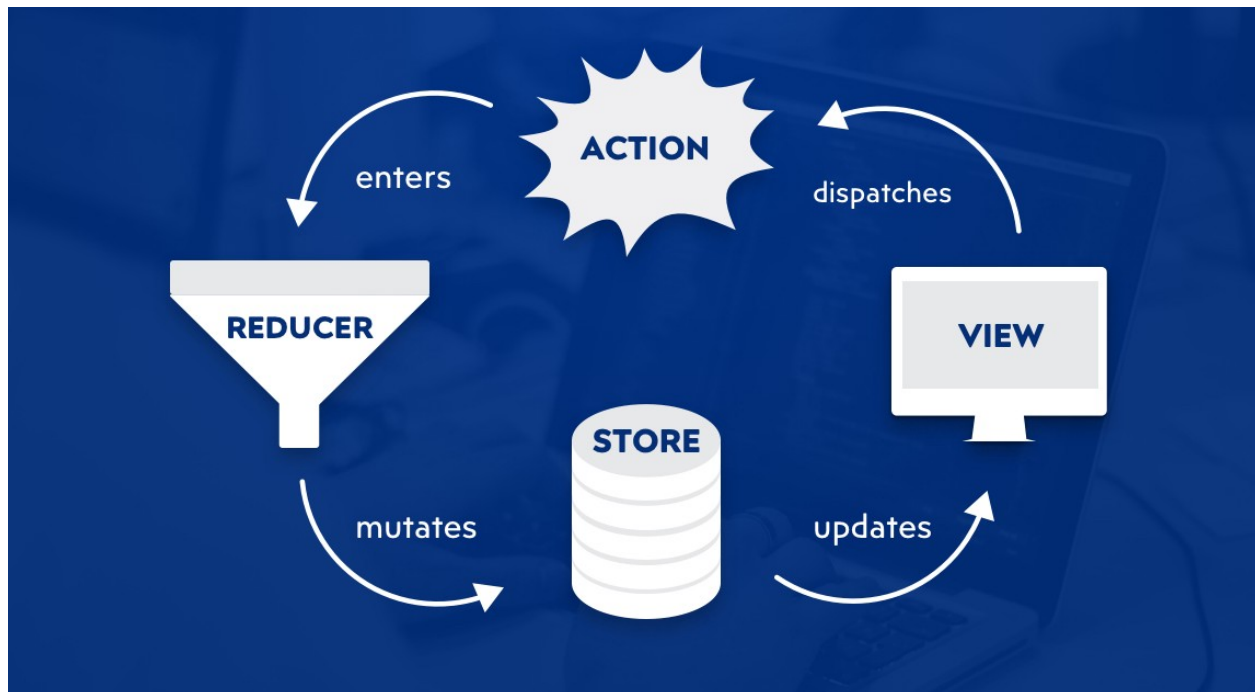 ACTION
enters
dispatches
REDUCER
VIEW
STORE
mutates
updates